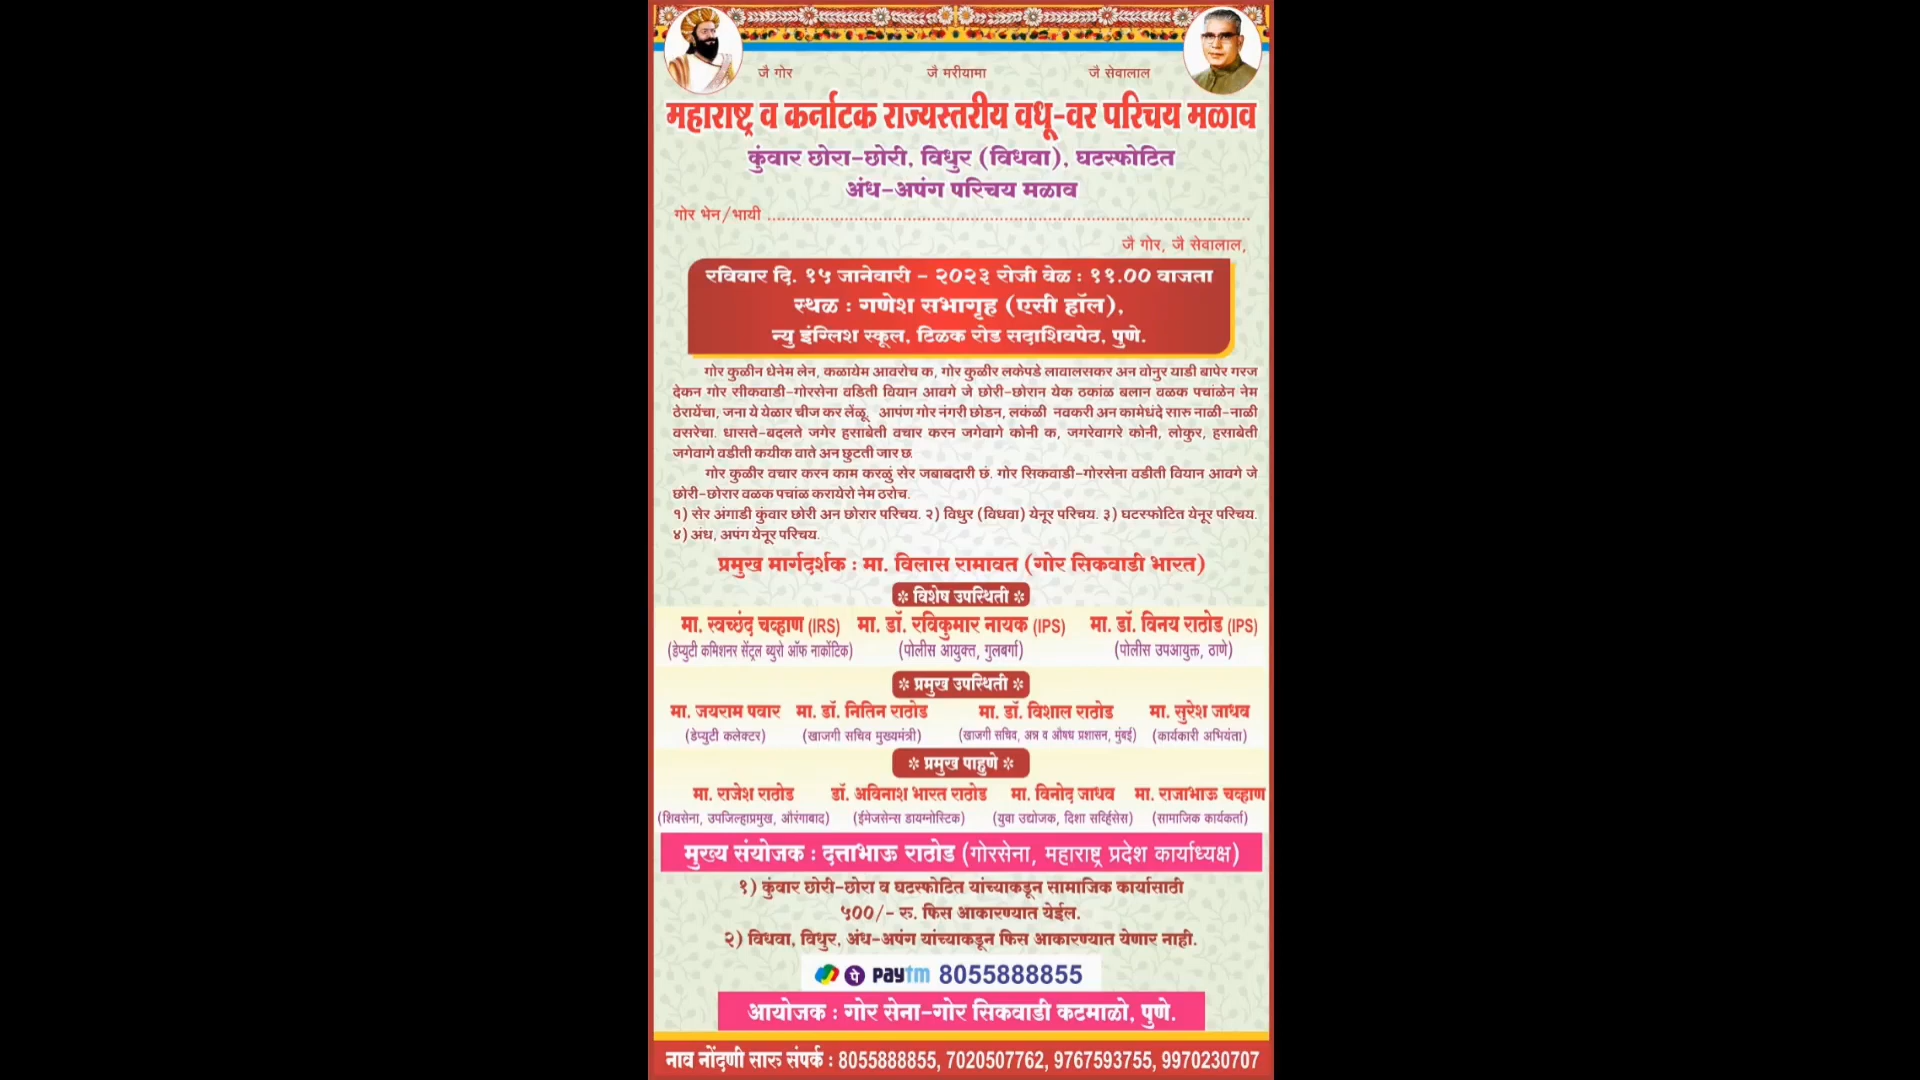 जै गोर
जै मरीयामा
जै सेवालाल
महाराष्ट्र व कर्नाटक राज्यस्तरीय वधू-वर परिचय मळाव
कुंवार छोरा-छोरी, विधुर (विधवा), घटस्फोटित
अंध-अपंग परिचय मळाव
गोर भेन/भायी ..........
जै गोर, जै सेवालाल,
रविवार दि. १५ जानेवारी - २०२३ रोजी वेळ : ११.०० वाजता
स्थळ : गणेश सभागृह (एसी हॉल),
न्यु इंग्लिश स्कूल, टिळक रोड सदाशिवपेठ, पुणे.
गोर कुळीन धेनेम लेन, कळायेम आवरोच क, गोर कुळीर लकेपडे लावालसकर अन वोनुर याडी बापेर गरज
देकन गोर सीकवाडी-गोरसेना वडिती वियान आवगे जे छोरी-छोरान येक ठकांळ बलान वळक पचांळेन नेम
ठेरायेंचा, जना ये येळार चीज कर लेंळू. आपंण गोर नंगरी छोडन, लकंळी नवकरी अन कामेधंदे सारु नाळी-नाळी
वसरेचा. धासते-बदलते जगेर हसाबेती वचार करन जगेवागे कोनी क, जगरेवागरे कोनी, लोकुर, हसाबेती
जगेवागे वडीती कयीक वाते अन छुटती जार छ.
गोर कुळीर वचार करन काम करळुं सेर जबाबदारी छं. गोर सिकवाडी-गोरसेना वडीती वियान आवगे जे
छोरी-छोरार वळक पचांळ करायेरो नेम ठरोच.
१) सेर अंगाडी कुंवार छोरी अन छोरार परिचय. २) विधुर (विधवा) येनूर परिचय. ३) घटस्फोटित येनूर परिचय.
४) अंध, अपंग येनूर परिचय.
प्रमुख मार्गदर्शक : मा. विलास रामावत (गोर सिकवाडी भारत)
❊ विशेष उपस्थिती ❊
मा. स्वच्छंद चव्हाण (IRS) मा. डॉ. रविकुमार नायक (IPS) मा. डॉ. विनय राठोड (IPS)
(डेप्युटी कमिशनर सेंट्रल ब्युरो ऑफ नार्कोटिक) (पोलीस आयुक्त, गुलबर्गा) (पोलीस उपआयुक्त, ठाणे)
❊ प्रमुख उपस्थिती ❊
मा. जयराम पवार मा. डॉ. नितिन राठोड मा. डॉ. विशाल राठोड मा. सुरेश जाधव
(डेप्युटी कलेक्टर) (खाजगी सचिव मुख्यमंत्री) (खाजगी सचिव, अन्न व औषध प्रशासन, मुंबई) (कार्यकारी अभियंता)
❊ प्रमुख पाहुणे ❊
मा. राजेश राठोड डॉ. अविनाश भारत राठोड मा. विनोद जाधव मा. राजाभाऊ चव्हाण
(शिवसेना, उपजिल्हाप्रमुख, औरंगाबाद) (ईमेजसेन्स डायग्नोस्टिक) (युवा उद्योजक, दिशा सर्व्हिसेस) (सामाजिक कार्यकर्ता)
मुख्य संयोजक : दत्ताभाऊ राठोड (गोरसेना, महाराष्ट्र प्रदेश कार्याध्यक्ष)
१) कुंवार छोरी-छोरा व घटस्फोटित यांच्याकडून सामाजिक कार्यासाठी
५००/- रु. फिस आकारण्यात येईल.
२) विधवा, विधुर, अंध-अपंग यांच्याकडून फिस आकारण्यात येणार नाही.
पे paytm 8055888855
आयोजक : गोर सेना-गोर सिकवाडी कटमाळो, पुणे.
नाव नोंदणी सारु संपर्क : 8055888855, 7020507762, 9767593755, 9970230707